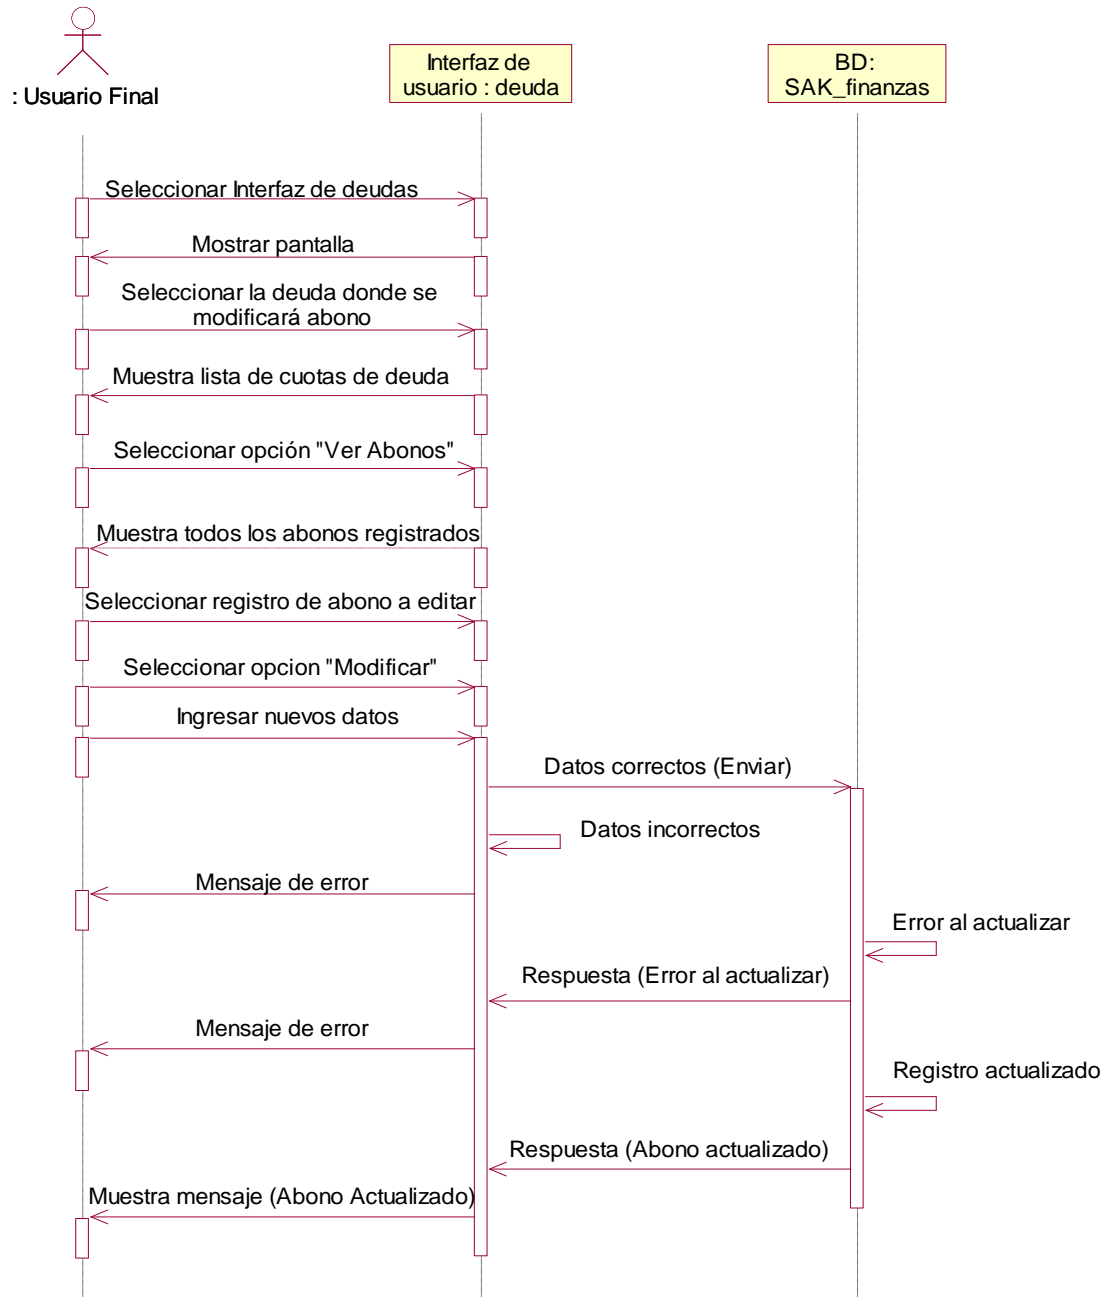 : Usuario Final
Interfaz de
usuario : deuda
BD:
SAK_finanzas
Seleccionar Interfaz de deudas
Mostrar pantalla
Seleccionar la deuda donde se
modificará abono
Muestra lista de cuotas de deuda
Seleccionar opción "Ver Abonos"
Muestra todos los abonos registrados
Seleccionar registro de abono a editar
Seleccionar opcion "Modificar"
Ingresar nuevos datos
Datos correctos (Enviar)
Datos incorrectos
Mensaje de error
Error al actualizar
Respuesta (Error al actualizar)
Mensaje de error
Registro actualizado
Respuesta (Abono actualizado)
Muestra mensaje (Abono Actualizado)